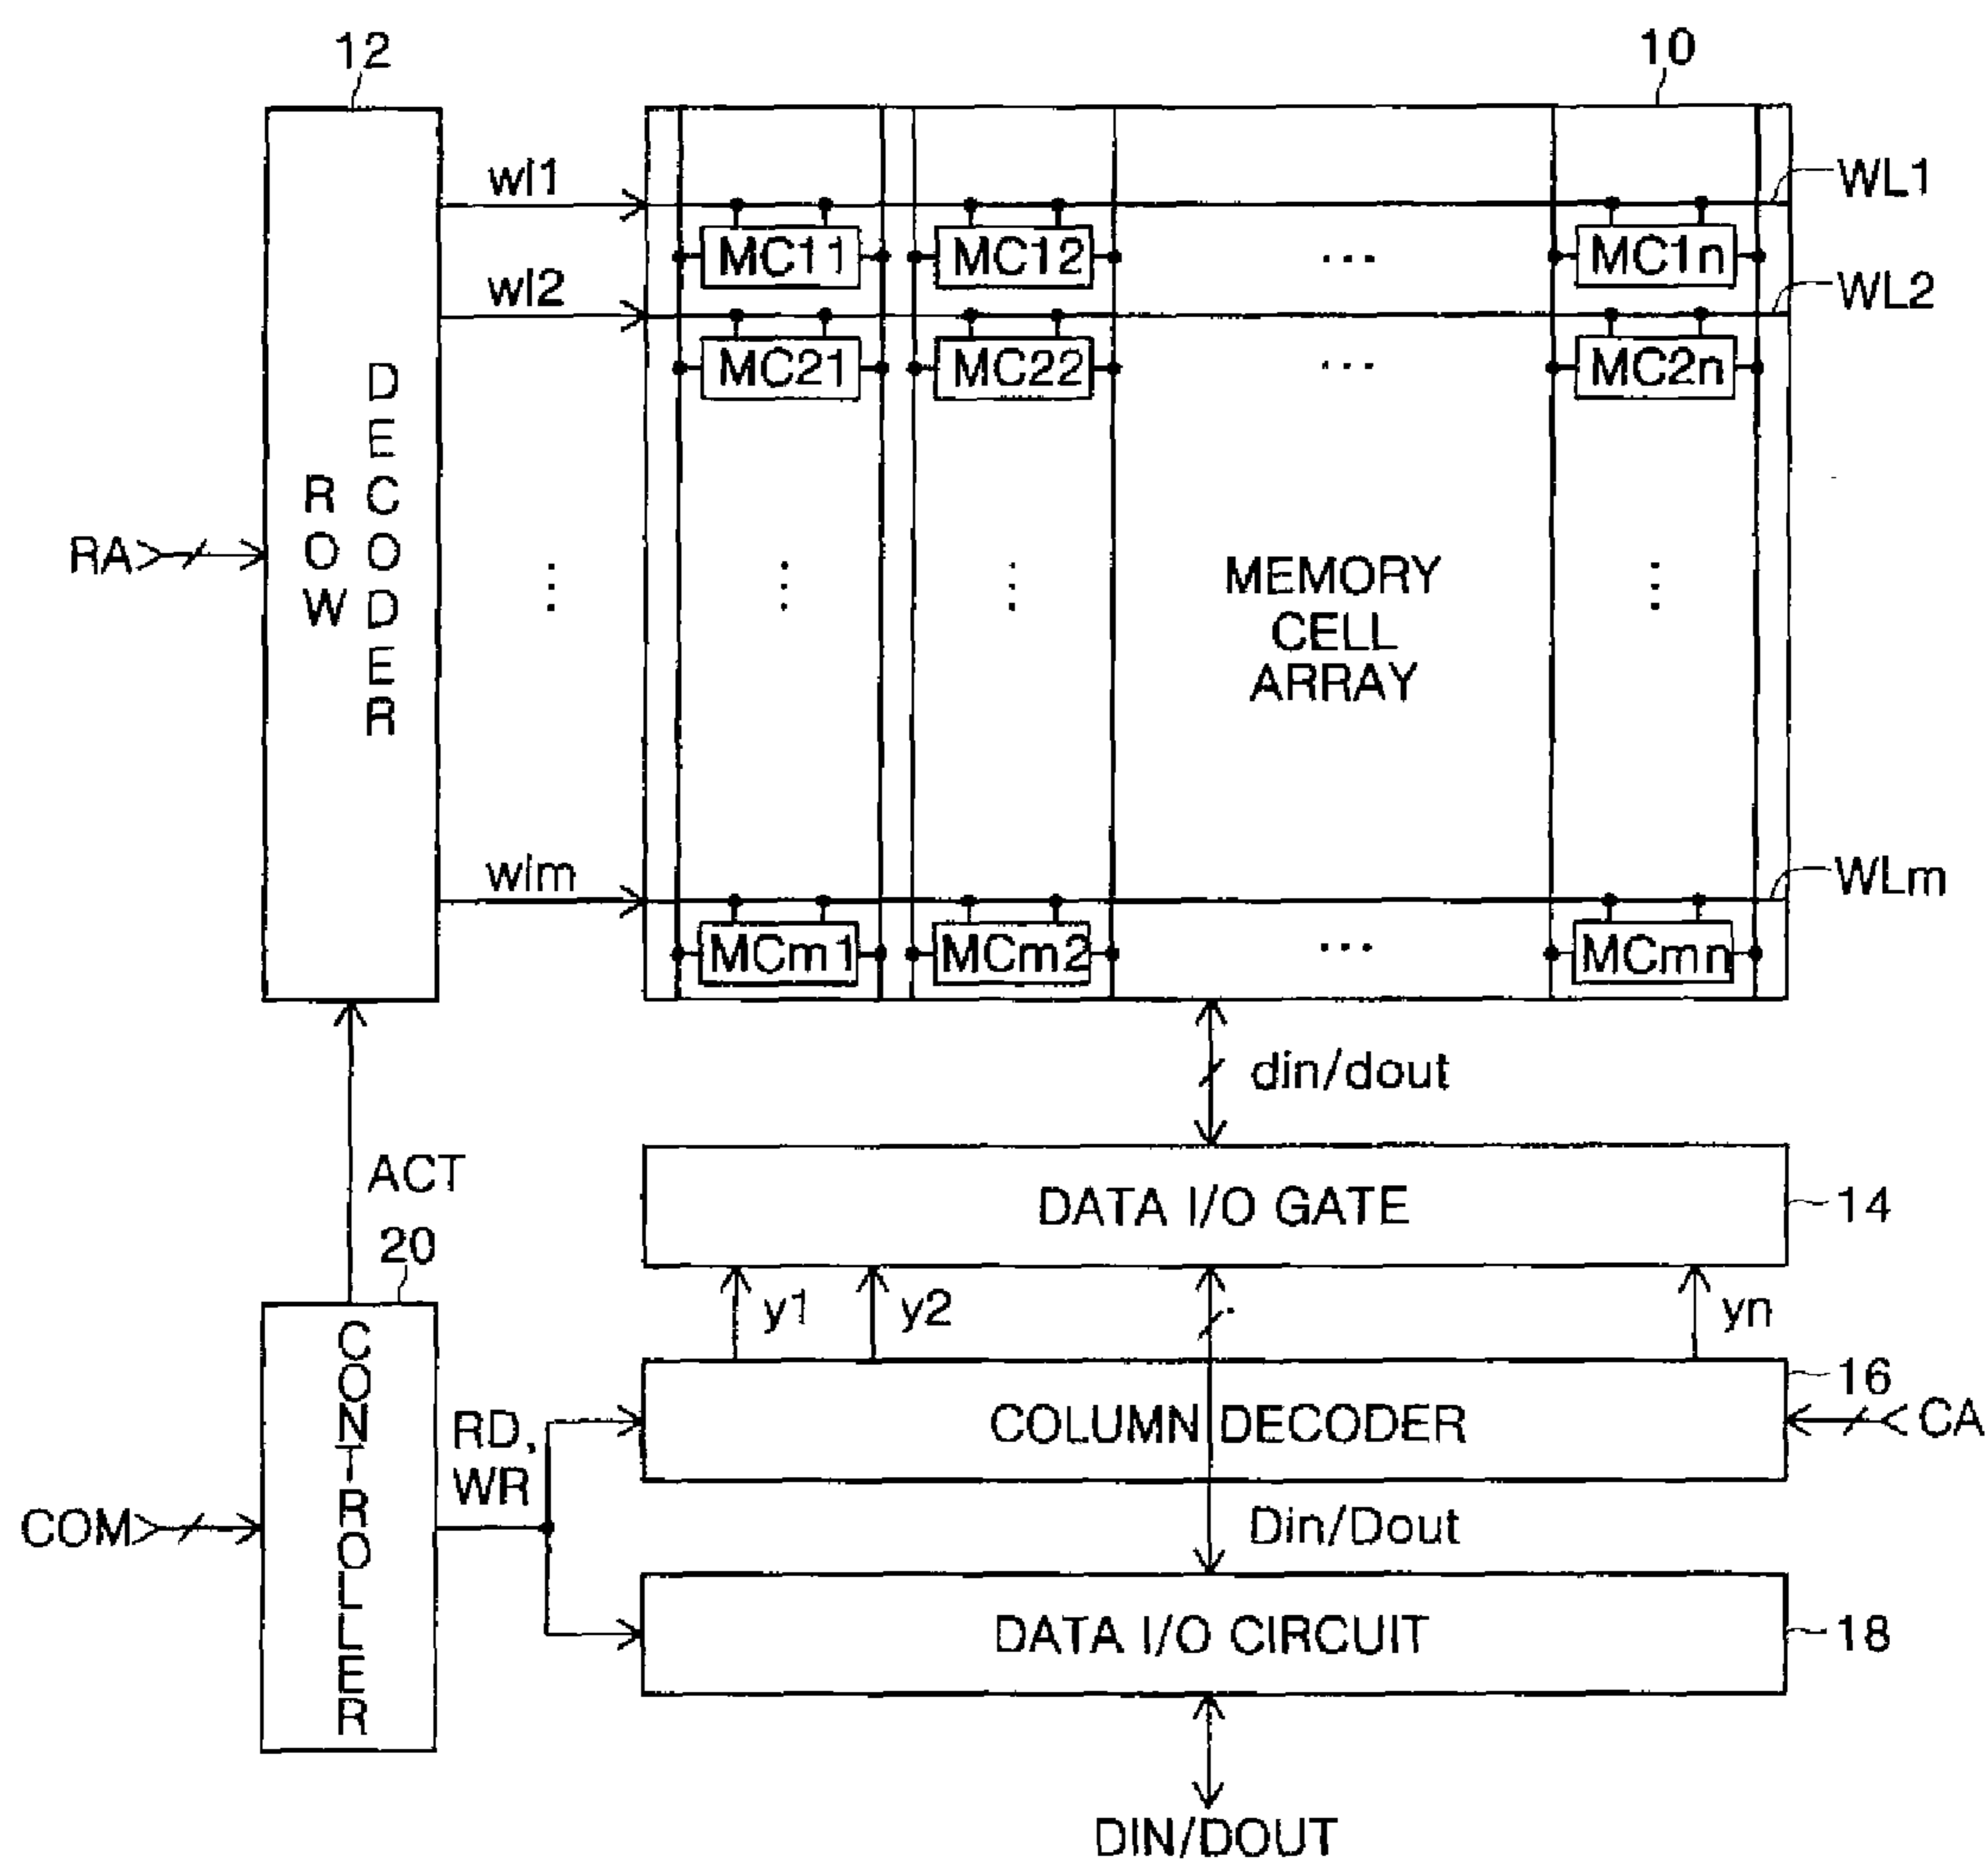 12
10
wl1
WL1
MC11 MC12 ... MC1n
wl2
WL2
MC21 MC22 ... MC2n
ROW
DECODER
RA
MEMORY
CELL
ARRAY
wlm
WLm
MCm1 MCm2 ... MCmn
din/dout
ACT
DATA I/O GATE
14
20
y1 y2 yn
CONTROLLER
RD,
WR
COLUMN DECODER
16
CA
COM
Din/Dout
DATA I/O CIRCUIT
18
DIN/DOUT